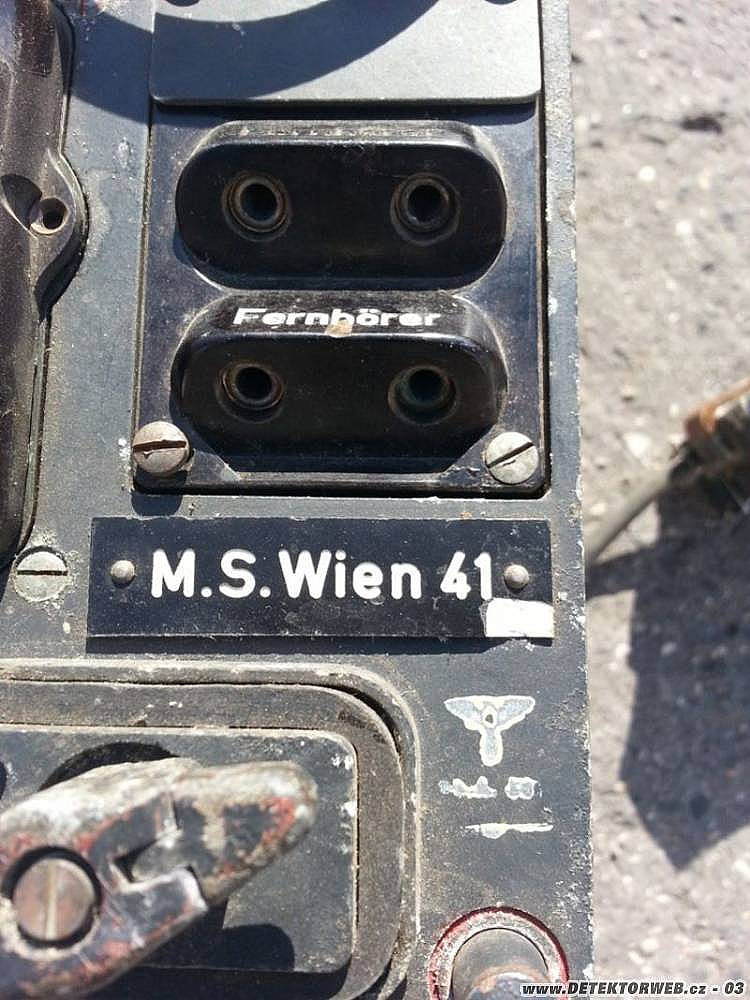 Fernhörer
M.S.Wien 41
www.DETEKTORWEB.cz - 03